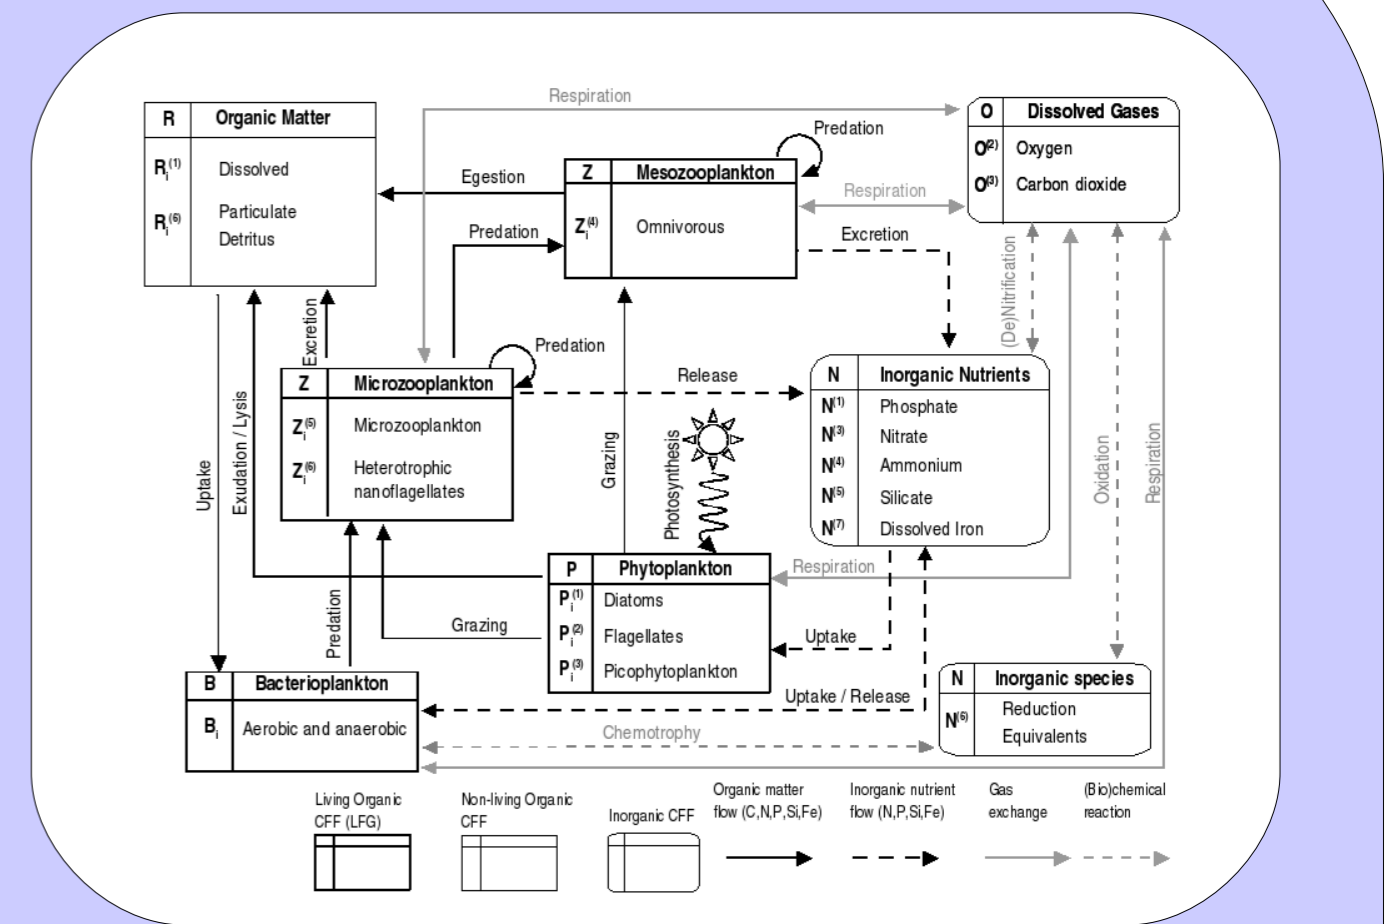 Respiration
R Organic Matter
R_i^(1) Dissolved
R_i^(6) Particulate
Detritus
Egestion
Predation
Z Mesozooplankton
Z_i^(4) Omnivorous
Predation
Respiration
Excretion
O Dissolved Gases
O^(2) Oxygen
O^(3) Carbon dioxide
(De)Nitrification
Excretion
Exudation / Lysis
Uptake
Predation
Z Microzooplankton
Z_i^(5) Microzooplankton
Z_i^(6) Heterotrophic
nanoflagellates
Release
Grazing
Photosynthesis
N Inorganic Nutrients
N^(1) Phosphate
N^(3) Nitrate
N^(4) Ammonium
N^(5) Silicate
N^(7) Dissolved Iron
Oxidation
Respiration
Predation
Grazing
P Phytoplankton
P_i^(1) Diatoms
P_i^(2) Flagellates
P_i^(3) Picophytoplankton
Respiration
Uptake
Uptake / Release
B Bacterioplankton
B_i Aerobic and anaerobic
Chemotrophy
N Inorganic species
N^(6) Reduction
Equivalents
Living Organic
CFF (LFG)
Non-living Organic
CFF
Inorganic CFF
Organic matter
flow (C,N,P,Si,Fe)
Inorganic nutrient
flow (N,P,Si,Fe)
Gas
exchange
(Bio)chemical
reaction